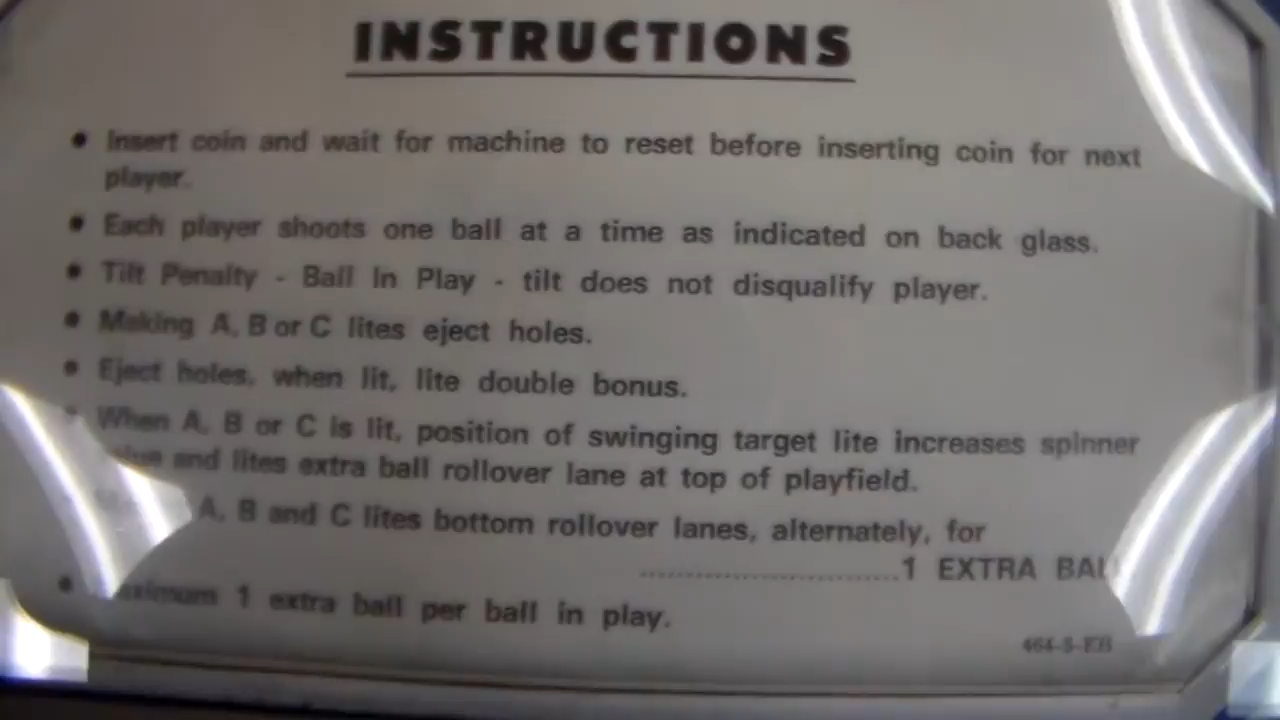 INSTRUCTIONS
• Insert coin and wait for machine to reset before inserting coin for next
player.
• Each player shoots one ball at a time as indicated on back glass.
• Tilt Penalty - Ball In Play - tilt does not disqualify player.
• Making A, B or C lites eject holes.
• Eject holes, when lit, lite double bonus.
• When A, B or C is lit, position of swinging target lite increases spinner
and lites extra ball rollover lane at top of playfield.
A, B and C lites bottom rollover lanes, alternately, for
............................1 EXTRA BALL
• Maximum 1 extra ball per ball in play.
464-5-EB